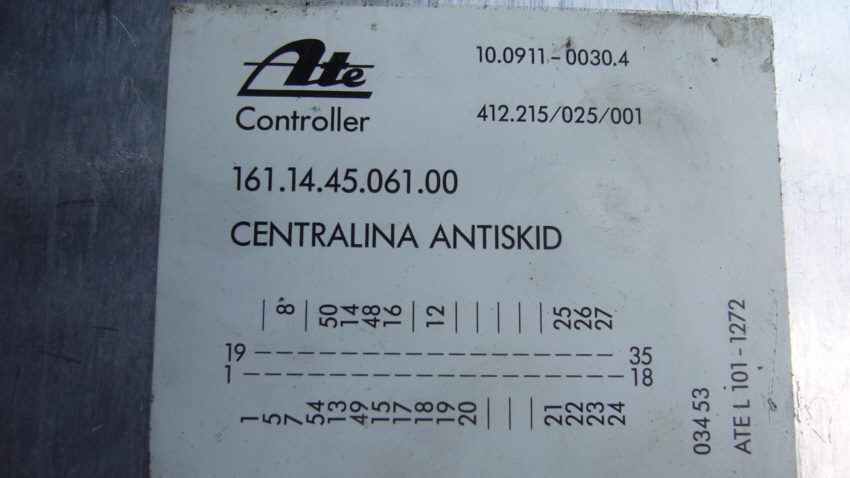 Ate
Controller
10.0911-0030.4
412.215/025/001
161.14.45.061.00
CENTRALINA ANTISKID
| 8 | 50 14 48 16 | 12 | | | | | 25 26 27
19 ----------------- 35
1 ------------------ 18
1 5 7 54 13 49 15 17 18 19 20 | | | 21 22 23 24
03453
ATE L 101-1272